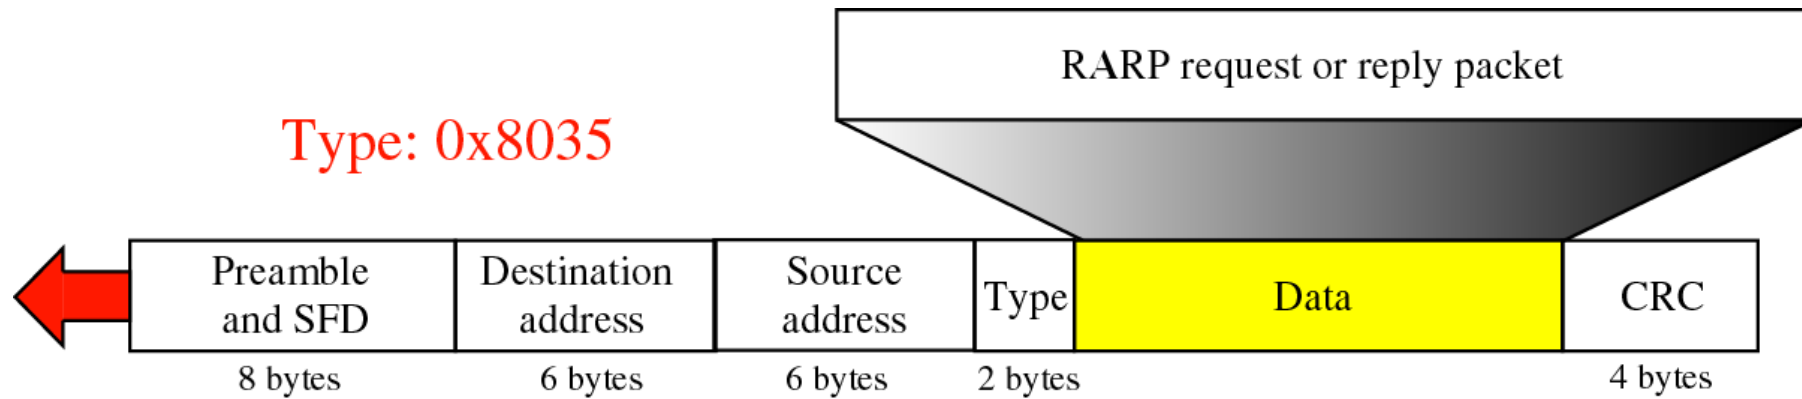 RARP request or reply packet
Type: 0x8035
Preamble
and SFD
Destination
address
Source
address
Type
Data
CRC
8 bytes
6 bytes
6 bytes
2 bytes
4 bytes